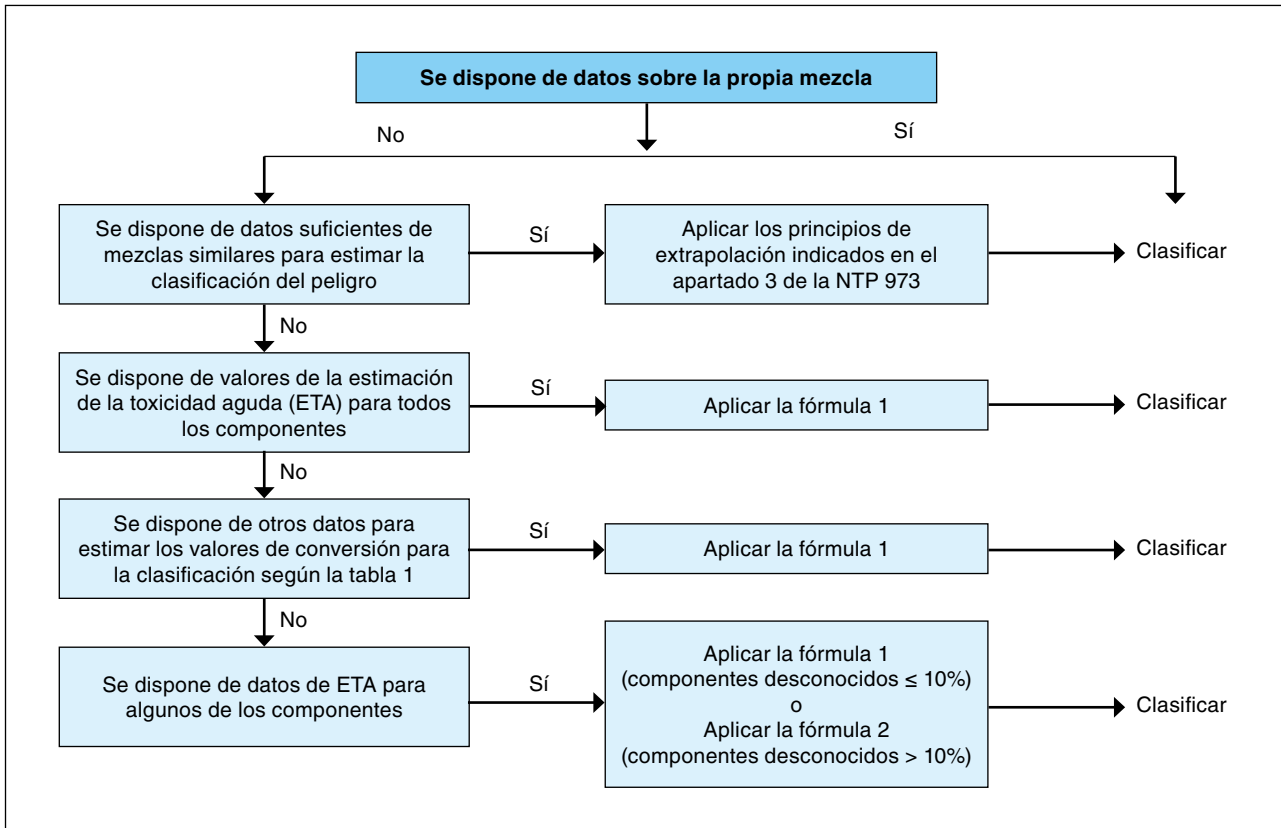 Se dispone de datos sobre la propia mezcla
No
Sí
Se dispone de datos suficientes de
mezclas similares para estimar la
clasificación del peligro
Sí
Aplicar los principios de
extrapolación indicados en el
apartado 3 de la NTP 973
Clasificar
No
Se dispone de valores de la estimación
de la toxicidad aguda (ETA) para todos
los componentes
Sí
Aplicar la fórmula 1
Clasificar
No
Se dispone de otros datos para
estimar los valores de conversión para
la clasificación según la tabla 1
Sí
Aplicar la fórmula 1
Clasificar
No
Se dispone de datos de ETA para
algunos de los componentes
Sí
Aplicar la fórmula 1
(componentes desconocidos ≤ 10%)
o
Aplicar la fórmula 2
(componentes desconocidos > 10%)
Clasificar